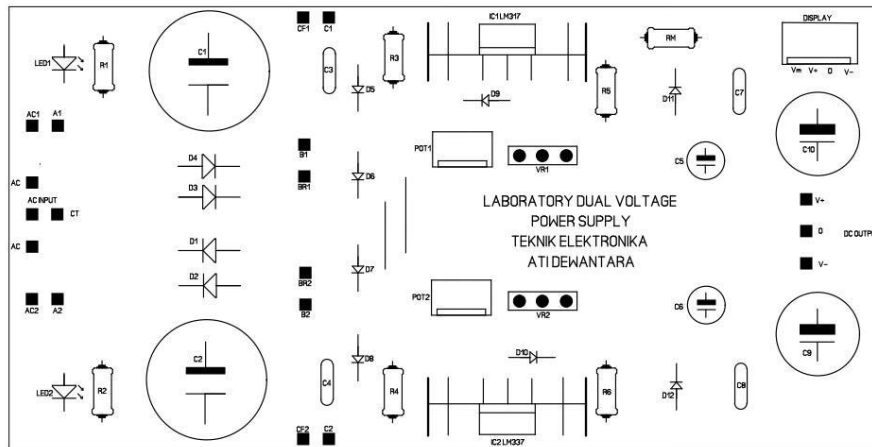 CF1 C1
IC1 LM317
DISPLAY
LED1
R1
C1
C3
R3
RM
Vm V+ 0 V-
D5
D9
R5
D11
C7
AC1 A1
C10
D4
B1
POT1
VR1
C5
AC
D3
BR1
D6
AC INPUT
CT
LABORATORY DUAL VOLTAGE
POWER SUPPLY
TEKNIK ELEKTRONIKA
ATI DEWANTARA
V+
0
DC OUTPUT
V-
AC
D1
D2
BR2
D7
POT2
VR2
C6
AC2 A2
B2
C9
LED2
R2
C2
C4
D8
R4
D10
R6
D12
C8
CF2 C2
IC2 LM337